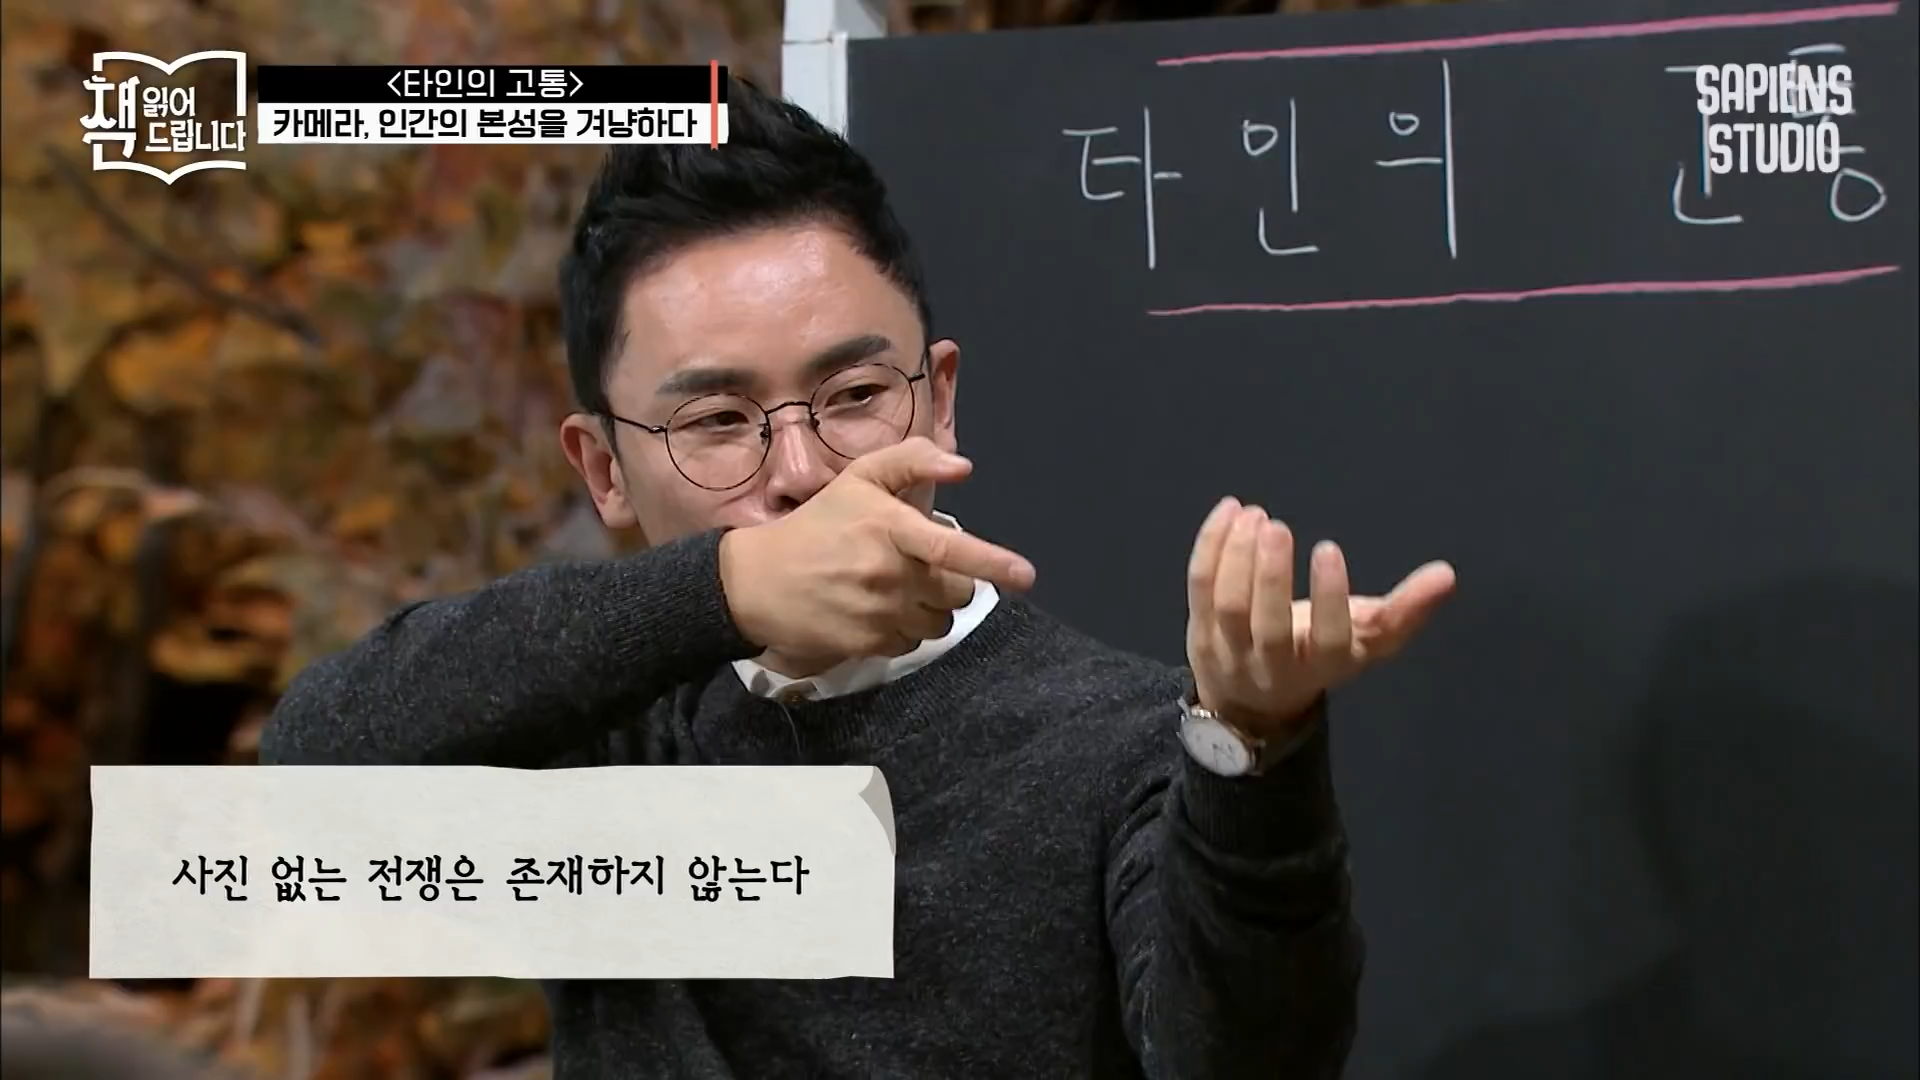 책 읽어
드립니다
<타인의 고통>
카메라, 인간의 본성을 겨냥하다
SAPIENS
STUDIO
타인의 고통
사진 없는 전쟁은 존재하지 않는다